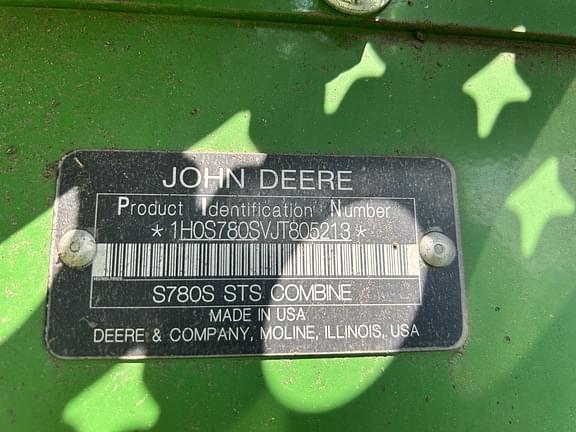 JOHN DEERE
Product Identification Number
*1H0S780SVJT805213*
S780S STS COMBINE
MADE IN USA
DEERE & COMPANY, MOLINE, ILLINOIS, USA